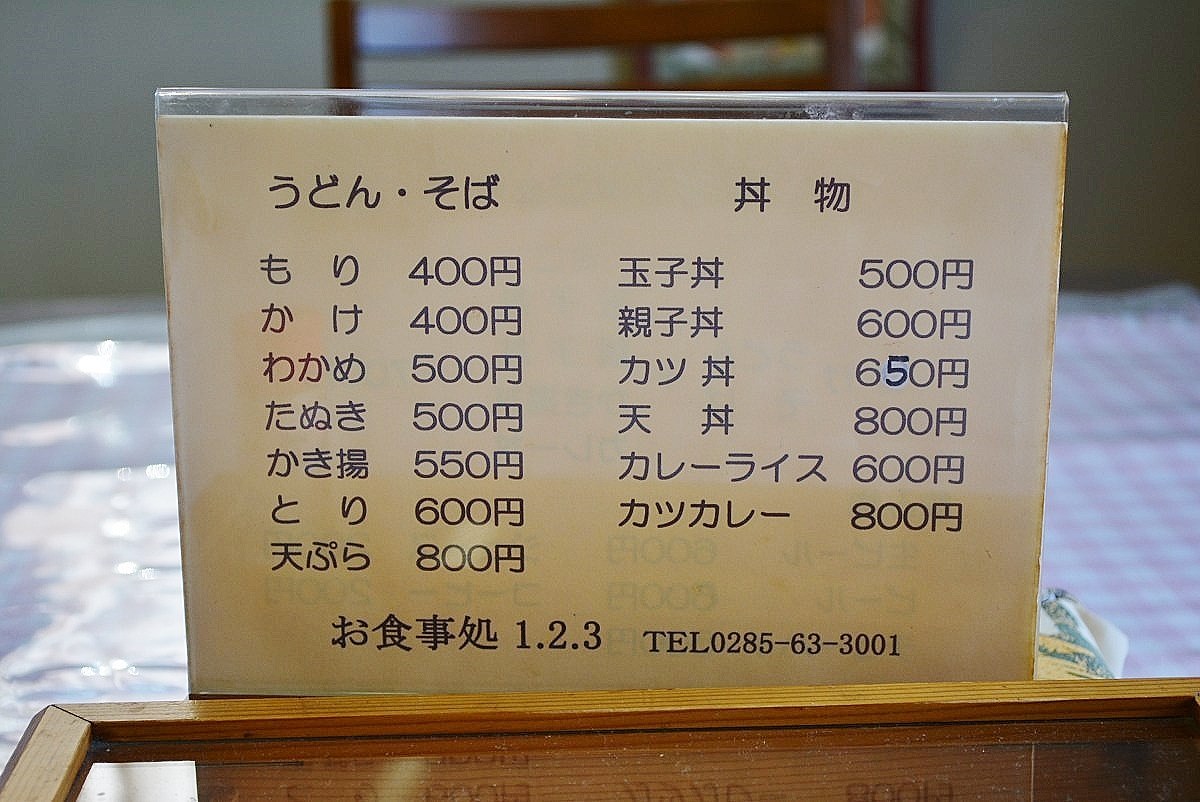 うどん・そば
もり 400円
かけ 400円
わかめ 500円
たぬき 500円
かき揚 550円
とり 600円
天ぷら 800円
丼 物
玉子丼 500円
親子丼 600円
カツ丼 650円
天丼 800円
カレーライス 600円
カツカレー 800円
お食事処 1.2.3 TEL0285-63-3001